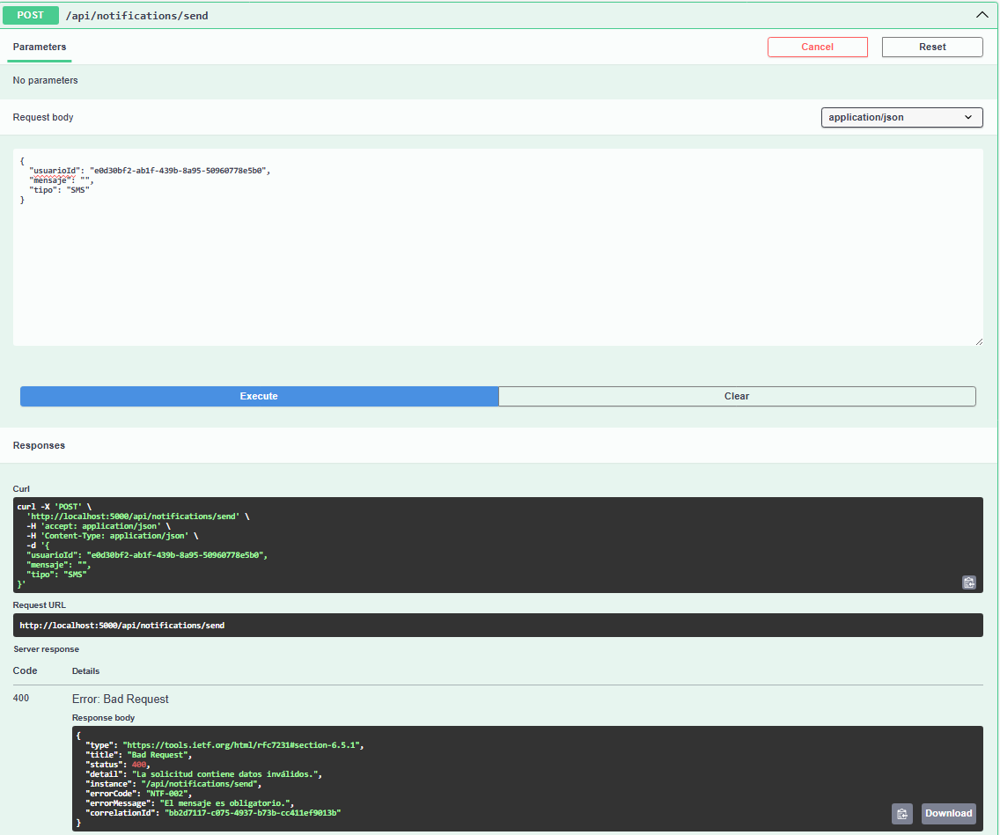 POST /api/notifications/send
Parameters Cancel Reset
No parameters
Request body application/json
{
  "usuarioId": "e0d30bf2-ab1f-439b-8a95-50960778e5b0",
  "mensaje": "",
  "tipo": "SMS"
}
Execute Clear
Responses
Curl
curl -X 'POST' \
  'http://localhost:5000/api/notifications/send' \
  -H 'accept: application/json' \
  -H 'Content-Type: application/json' \
  -d '{
  "usuarioId": "e0d30bf2-ab1f-439b-8a95-50960778e5b0",
  "mensaje": "",
  "tipo": "SMS"
}'
Request URL
http://localhost:5000/api/notifications/send
Server response
Code Details
400 Error: Bad Request
Response body
{
  "type": "https://tools.ietf.org/html/rfc7231#section-6.5.1",
  "title": "Bad Request",
  "status": 400,
  "detail": "La solicitud contiene datos inválidos.",
  "instance": "/api/notifications/send",
  "errorCode": "NTF-002",
  "errorMessage": "El mensaje es obligatorio.",
  "correlationId": "bb2d7117-c075-4937-b73b-cc411ef9013b"
}
Download